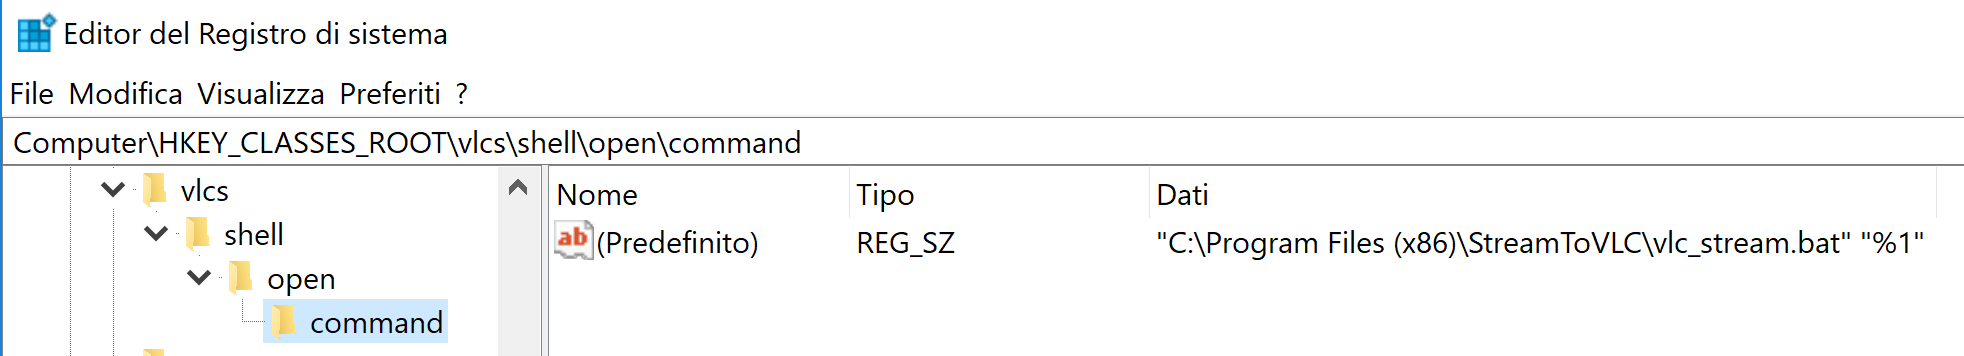 Editor del Registro di sistema
File Modifica Visualizza Preferiti ?
Computer\HKEY_CLASSES_ROOT\vlcs\shell\open\command
vlcs
shell
open
command
Nome Tipo Dati
ab (Predefinito) REG_SZ "C:\Program Files (x86)\StreamToVLC\vlc_stream.bat" "%1"